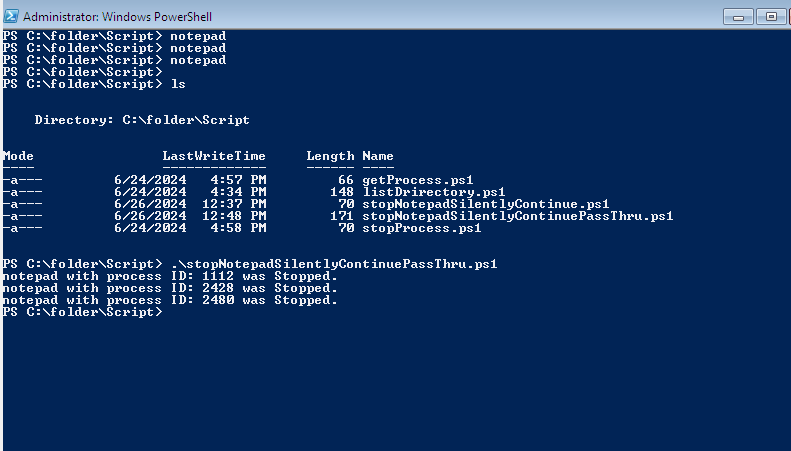 Administrator: Windows PowerShell
PS C:\folder\Script> notepad
PS C:\folder\Script> notepad
PS C:\folder\Script> notepad
PS C:\folder\Script>
PS C:\folder\Script> ls
Directory: C:\folder\Script
Mode LastWriteTime Length Name
---- ------------- ------ ----
-a--- 6/24/2024 4:57 PM 66 getProcess.ps1
-a--- 6/24/2024 4:34 PM 148 listDrirectory.ps1
-a--- 6/26/2024 12:37 PM 70 stopNotepadSilentlyContinue.ps1
-a--- 6/26/2024 12:48 PM 171 stopNotepadSilentlyContinuePassThru.ps1
-a--- 6/24/2024 4:58 PM 70 stopProcess.ps1
PS C:\folder\Script> .\stopNotepadSilentlyContinuePassThru.ps1
notepad with process ID: 1112 was Stopped.
notepad with process ID: 2428 was Stopped.
notepad with process ID: 2480 was Stopped.
PS C:\folder\Script>